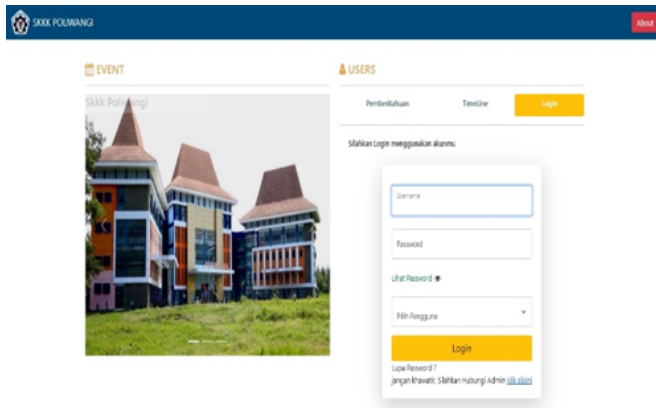 SKKK POLIWANGI
About
EVENT
USERS
Skkk Poliwangi
Pemberitahuan
TimeLine
Login
Silahkan Login menggunakan akunmu
Username
Password
Lihat Password
Pilih Pengguna
Login
Lupa Password ?
Jangan khawatir, Silahkan Hubungi Admin klik disini